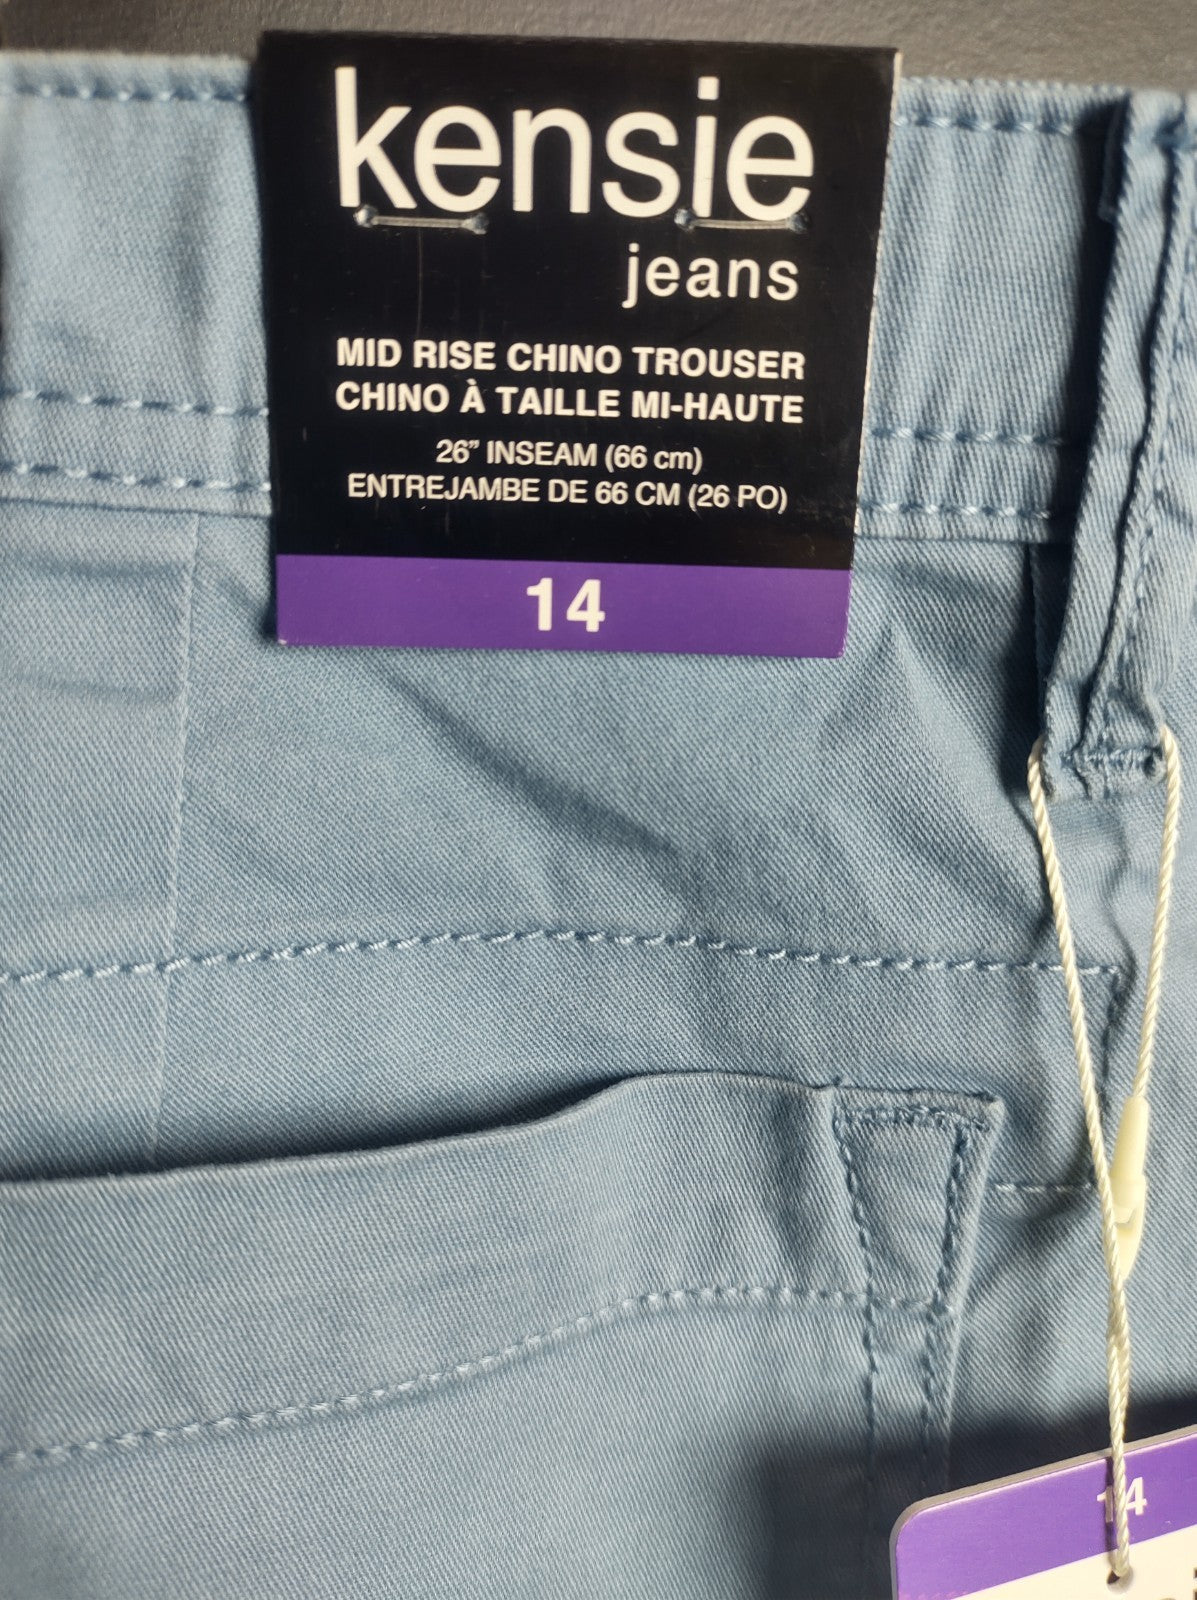 kensie
jeans
MID RISE CHINO TROUSER
CHINO À TAILLE MI-HAUTE
26” INSEAM (66 cm)
ENTREJAMBE DE 66 CM (26 PO)
14
14